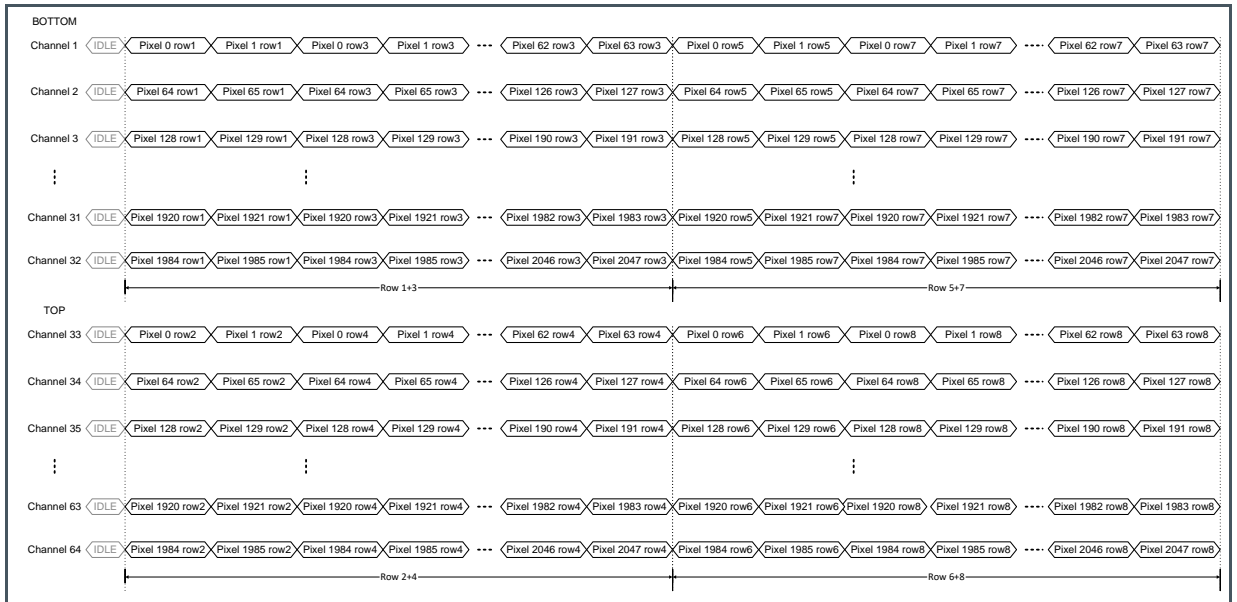 BOTTOM
Channel 1 IDLE Pixel 0 row1 Pixel 1 row1 Pixel 0 row3 Pixel 1 row3 Pixel 62 row3 Pixel 63 row3 Pixel 0 row5 Pixel 1 row5 Pixel 0 row7 Pixel 1 row7 Pixel 62 row7 Pixel 63 row7
Channel 2 IDLE Pixel 64 row1 Pixel 65 row1 Pixel 64 row3 Pixel 65 row3 Pixel 126 row3 Pixel 127 row3 Pixel 64 row5 Pixel 65 row5 Pixel 64 row7 Pixel 65 row7 Pixel 126 row7 Pixel 127 row7
Channel 3 IDLE Pixel 128 row1 Pixel 129 row1 Pixel 128 row3 Pixel 129 row3 Pixel 190 row3 Pixel 191 row3 Pixel 128 row5 Pixel 129 row5 Pixel 128 row7 Pixel 129 row7 Pixel 190 row7 Pixel 191 row7
Channel 31 IDLE Pixel 1920 row1 Pixel 1921 row1 Pixel 1920 row3 Pixel 1921 row3 Pixel 1982 row3 Pixel 1983 row3 Pixel 1920 row5 Pixel 1921 row7 Pixel 1920 row7 Pixel 1921 row7 Pixel 1982 row7 Pixel 1983 row7
Channel 32 IDLE Pixel 1984 row1 Pixel 1985 row1 Pixel 1984 row3 Pixel 1985 row3 Pixel 2046 row3 Pixel 2047 row3 Pixel 1984 row5 Pixel 1985 row7 Pixel 1984 row7 Pixel 1985 row7 Pixel 2046 row7 Pixel 2047 row7
Row 1+3 Row 5+7
TOP
Channel 33 IDLE Pixel 0 row2 Pixel 1 row2 Pixel 0 row4 Pixel 1 row4 Pixel 62 row4 Pixel 63 row4 Pixel 0 row6 Pixel 1 row6 Pixel 0 row8 Pixel 1 row8 Pixel 62 row8 Pixel 63 row8
Channel 34 IDLE Pixel 64 row2 Pixel 65 row2 Pixel 64 row4 Pixel 65 row4 Pixel 126 row4 Pixel 127 row4 Pixel 64 row6 Pixel 65 row6 Pixel 64 row8 Pixel 65 row8 Pixel 126 row8 Pixel 127 row8
Channel 35 IDLE Pixel 128 row2 Pixel 129 row2 Pixel 128 row4 Pixel 129 row4 Pixel 190 row4 Pixel 191 row4 Pixel 128 row6 Pixel 129 row6 Pixel 128 row8 Pixel 129 row8 Pixel 190 row8 Pixel 191 row8
Channel 63 IDLE Pixel 1920 row2 Pixel 1921 row2 Pixel 1920 row4 Pixel 1921 row4 Pixel 1982 row4 Pixel 1983 row4 Pixel 1920 row6 Pixel 1921 row6 Pixel 1920 row8 Pixel 1921 row8 Pixel 1982 row8 Pixel 1983 row8
Channel 64 IDLE Pixel 1984 row2 Pixel 1985 row2 Pixel 1984 row4 Pixel 1985 row4 Pixel 2046 row4 Pixel 2047 row4 Pixel 1984 row6 Pixel 1985 row6 Pixel 1984 row8 Pixel 1985 row8 Pixel 2046 row8 Pixel 2047 row8
Row 2+4 Row 6+8